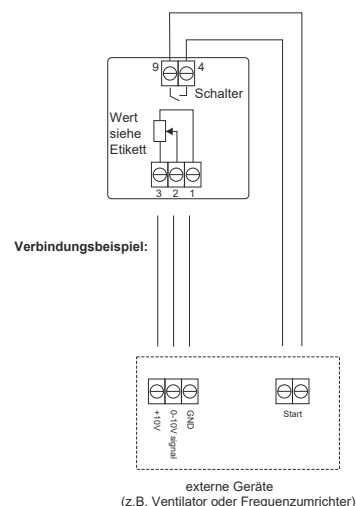 9 4
Schalter
Wert
siehe
Etikett
3 2 1
Verbindungsbeispiel:
+10V
0-10V signal
GND
Start
externe Geräte
(z.B. Ventilator oder Frequenzumrichter)